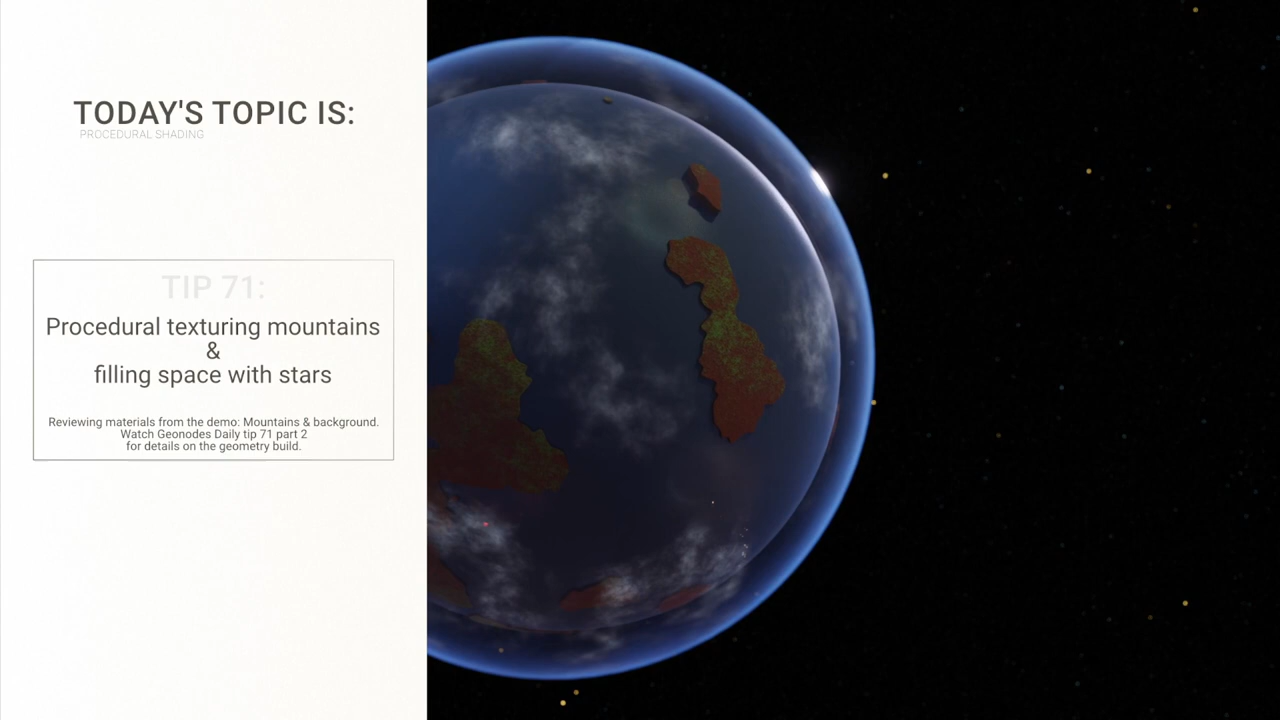 TODAY'S TOPIC IS:
PROCEDURAL SHADING
TIP 71:
Procedural texturing mountains
&
filling space with stars
Reviewing materials from the demo: Mountains & background.
Watch Geonodes Daily tip 71 part 2
for details on the geometry build.